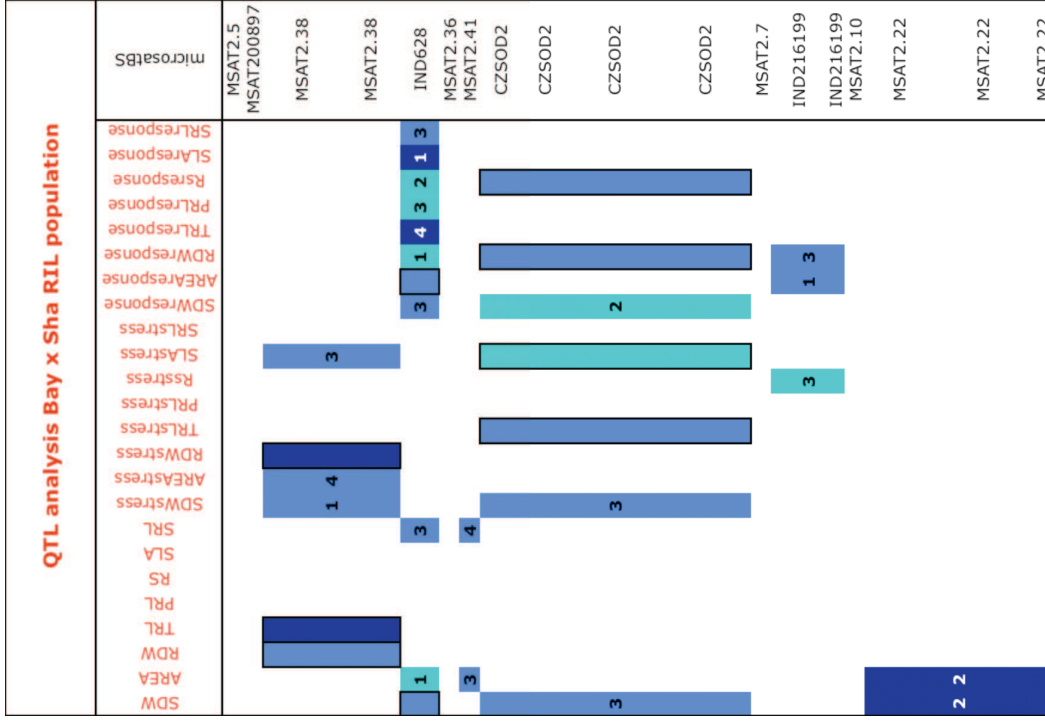 QTL analysis Bay x Sha RIL population
SDW
AREA
RDW
TRL
PRL
RS
SLA
SRL
SDWstress
AREAstress
RDWstress
TRLstress
PRLstress
Rsstress
SLAstress
SRLstress
SDWresponse
AREAresponse
RDWresponse
TRLresponse
PRLresponse
Rsresponse
SLAresponse
SRLresponse
microsatBS
MSAT2.5
MSAT200897
MSAT2.38
1 4 3
MSAT2.38
1 3 3 1 4 3 2 1 3 IND628
MSAT2.36
3 4 MSAT2.41
CZSOD2
CZSOD2
3 3 2 CZSOD2
CZSOD2
MSAT2.7
3 1 3 IND216199
IND216199
MSAT2.10
MSAT2.22
2 2
MSAT2.22
MSAT2.22